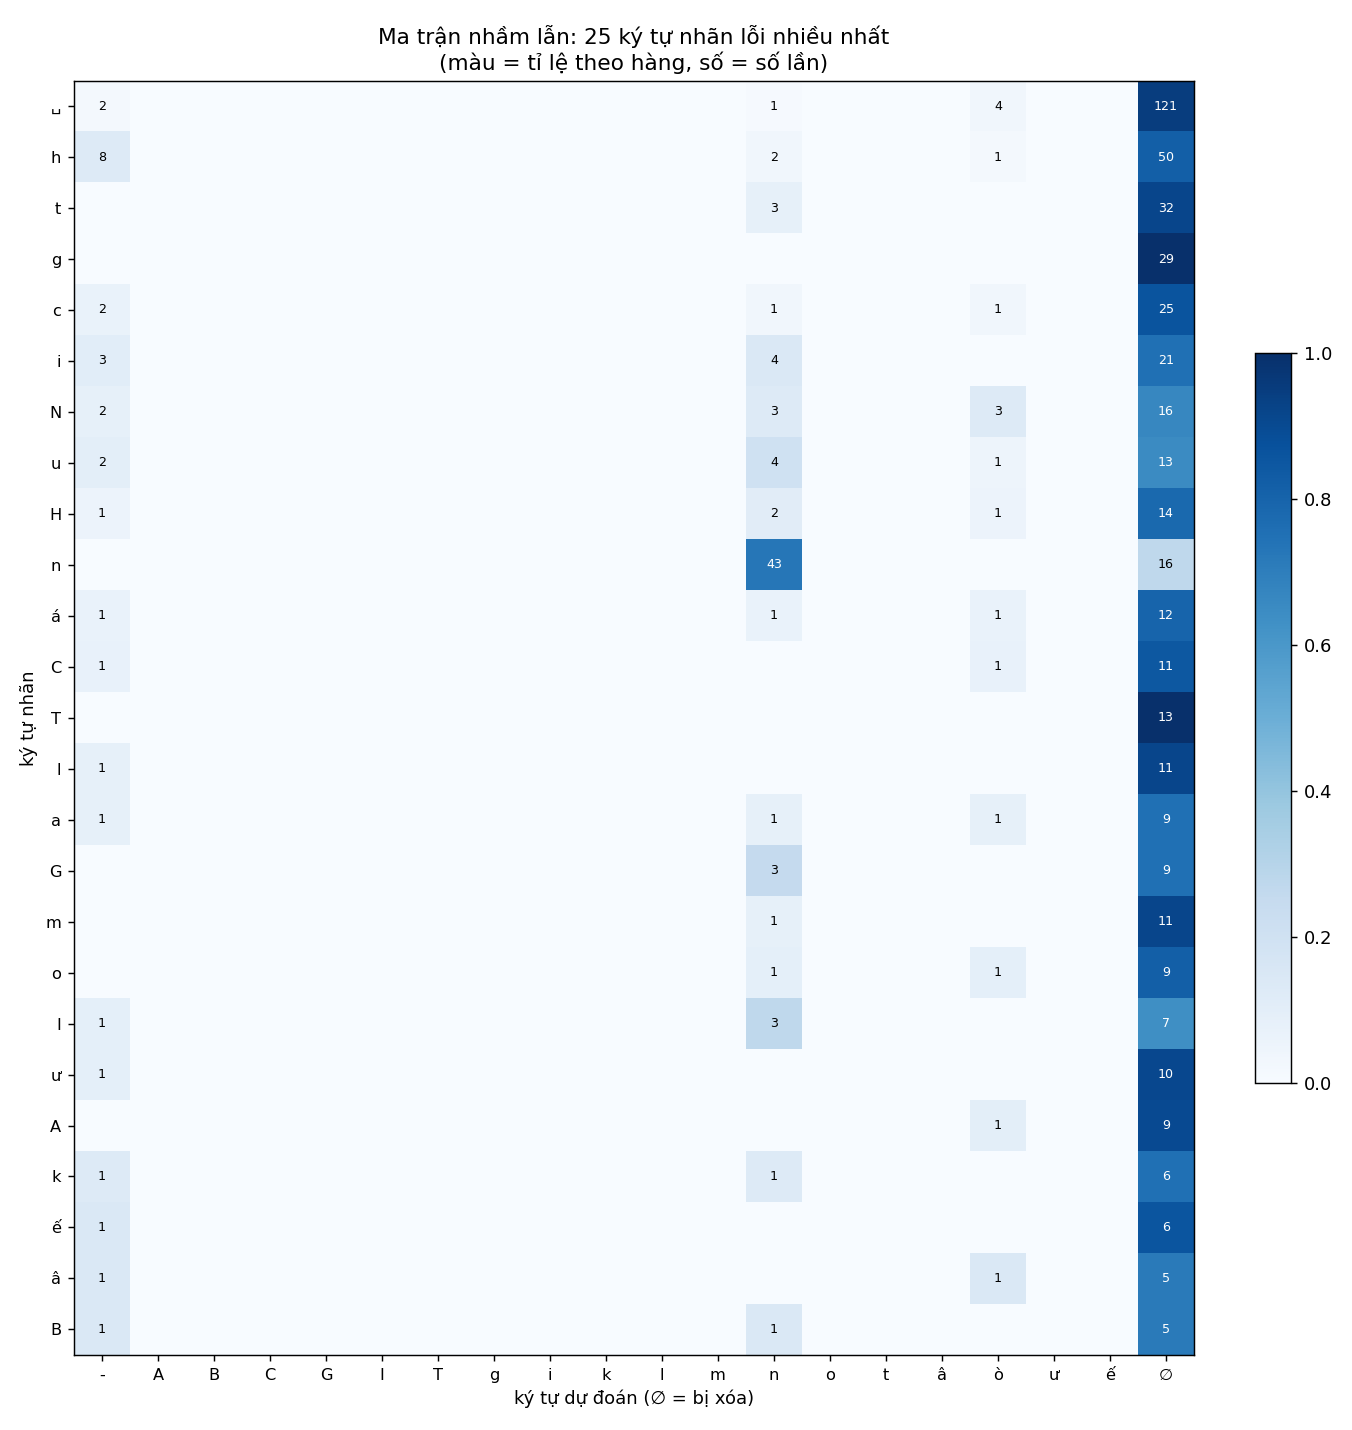 Ma trận nhầm lẫn: 25 ký tự nhãn lỗi nhiều nhất
(màu = tỉ lệ theo hàng, số = số lần)
ký tự nhãn
␣ 2 1 4 121
h 8 2 1 50
t 3 32
g 29
c 2 1 1 25
i 3 4 21
N 2 3 3 16
u 2 4 1 13
H 1 2 1 14
n 43 16
á 1 1 1 12
C 1 1 11
T 13
l 1 11
a 1 1 1 9
G 3 9
m 1 11
o 1 1 9
I 1 3 7
ư 1 10
A 1 9
k 1 1 6
ế 1 6
â 1 1 5
B 1 1 5
- A B C G I T g i k l m n o t â ò ư ế ∅
ký tự dự đoán (∅ = bị xóa)
1.0
0.8
0.6
0.4
0.2
0.0